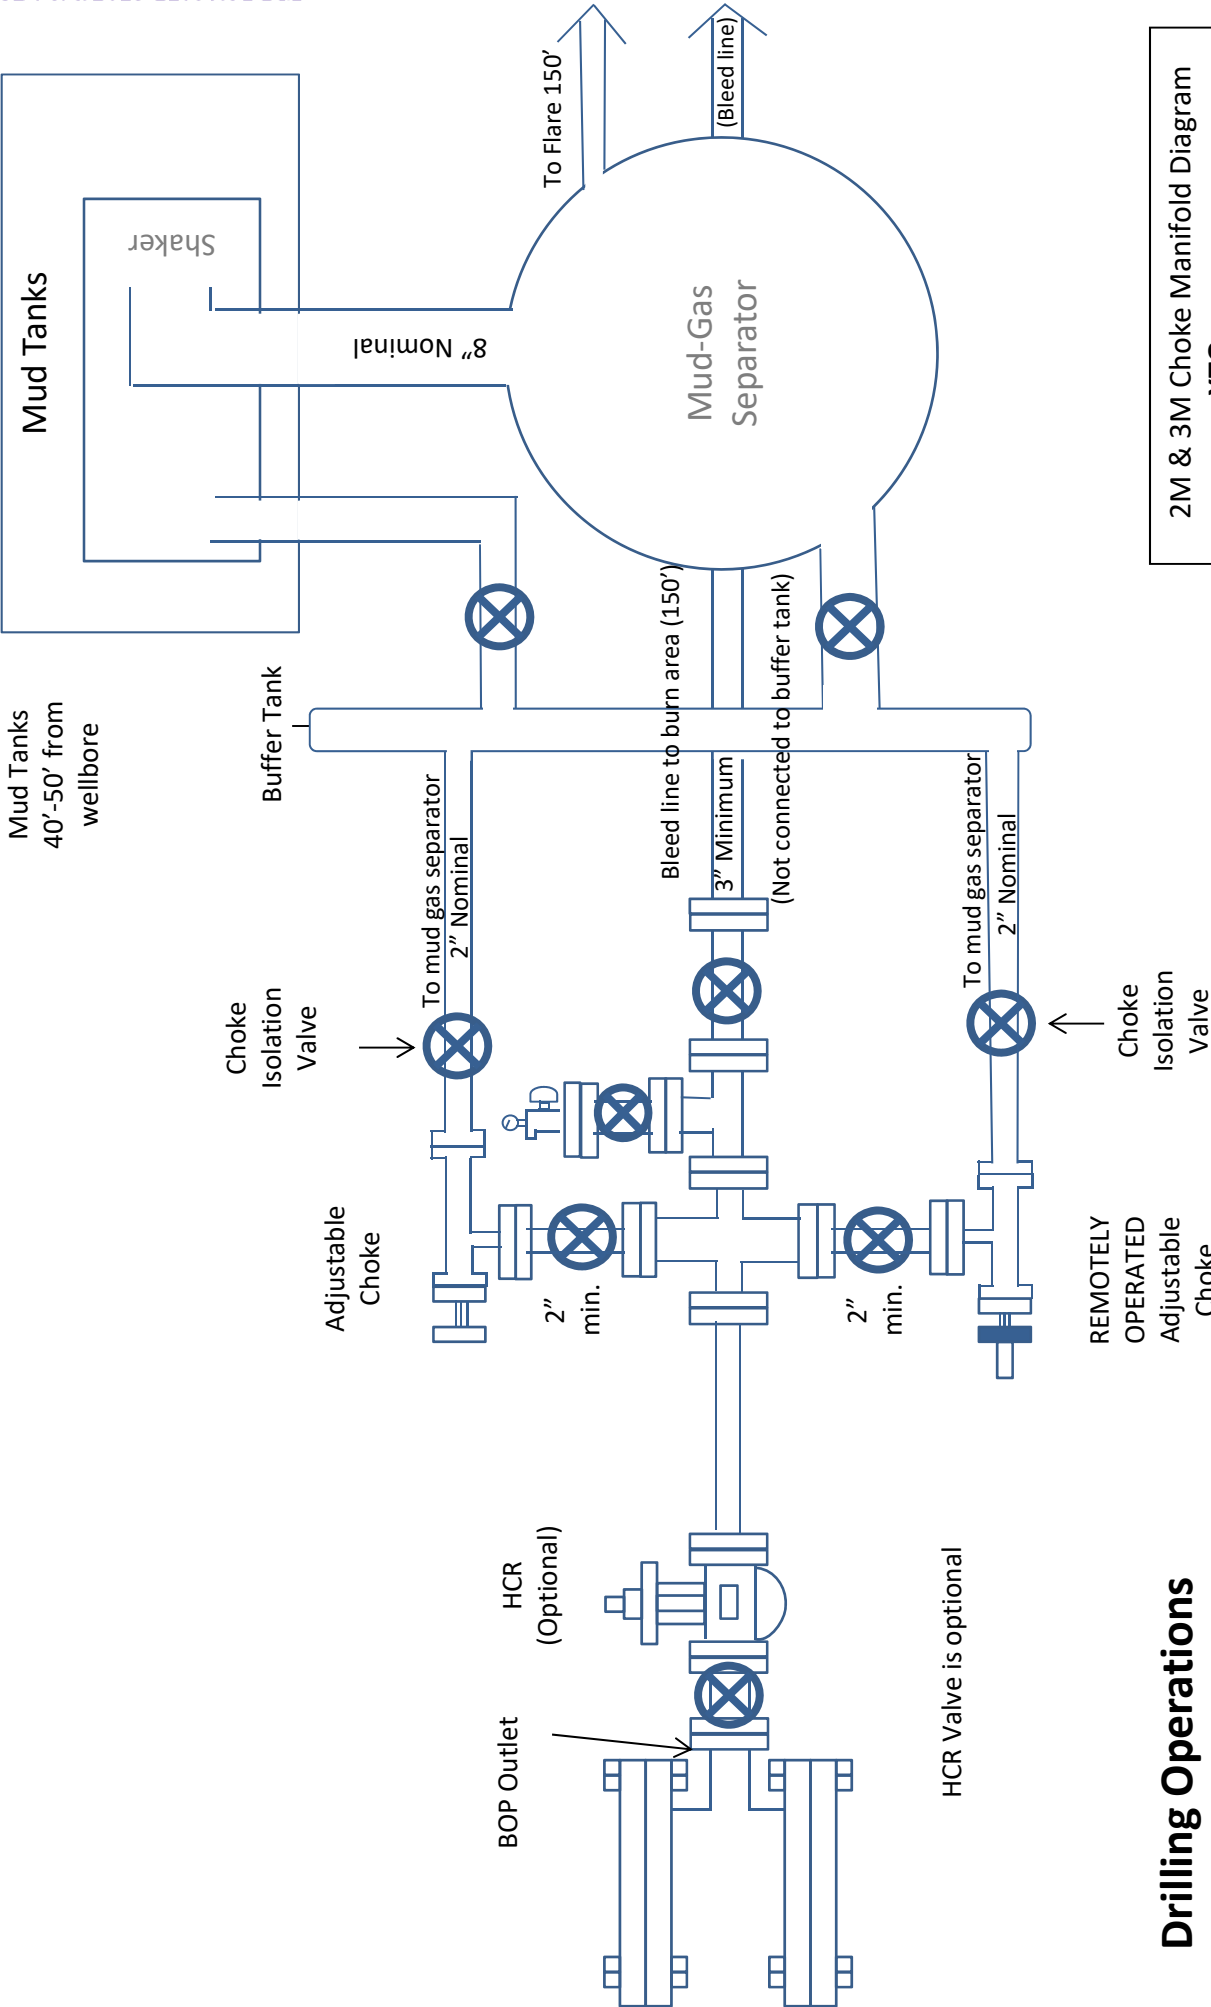 Mud Tanks
40’-50’ from
wellbore
Mud Tanks
Shaker
8” Nominal
Buffer Tank
To Flare 150’
(Bleed line)
Mud-Gas
Separator
Choke
Isolation
Valve
To mud gas separator
2” Nominal
Bleed line to burn area (150’)
3” Minimum
(Not connected to buffer tank)
To mud gas separator
2” Nominal
Choke
Isolation
Valve
Adjustable
Choke
2”
min.
2”
min.
REMOTELY
OPERATED
Adjustable
Choke
HCR
(Optional)
BOP Outlet
HCR Valve is optional
Drilling Operations
2M & 3M Choke Manifold Diagram